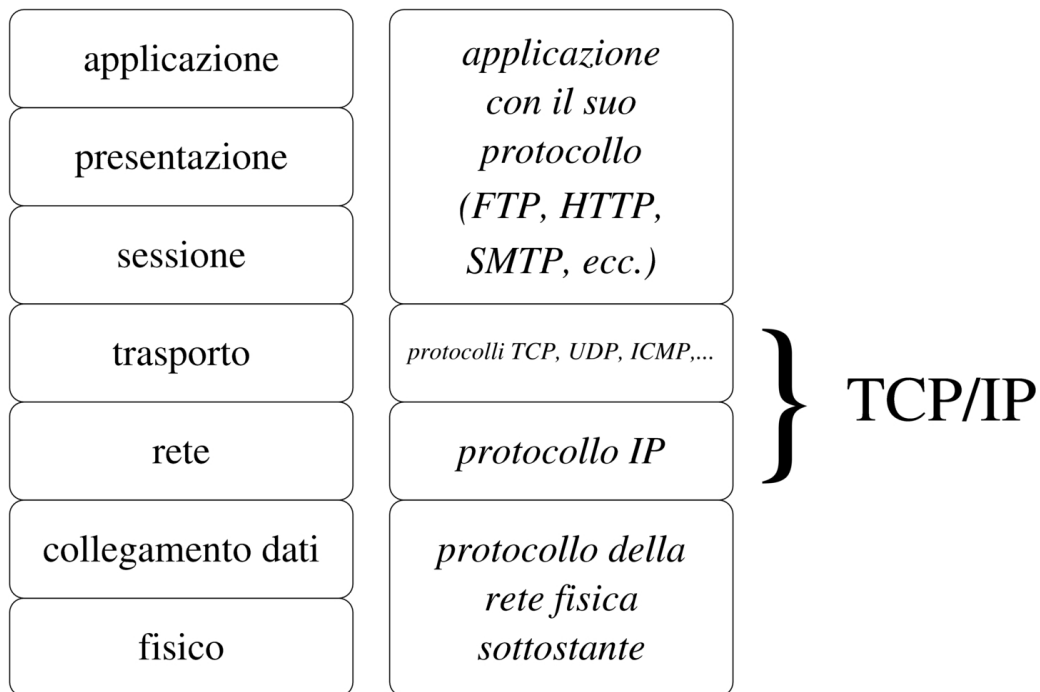 applicazione
presentazione
sessione
trasporto
rete
collegamento dati
fisico
applicazione
con il suo
protocollo
(FTP, HTTP,
SMTP, ecc.)
protocolli TCP, UDP, ICMP,...
protocollo IP
protocollo della
rete fisica
sottostante
} TCP/IP